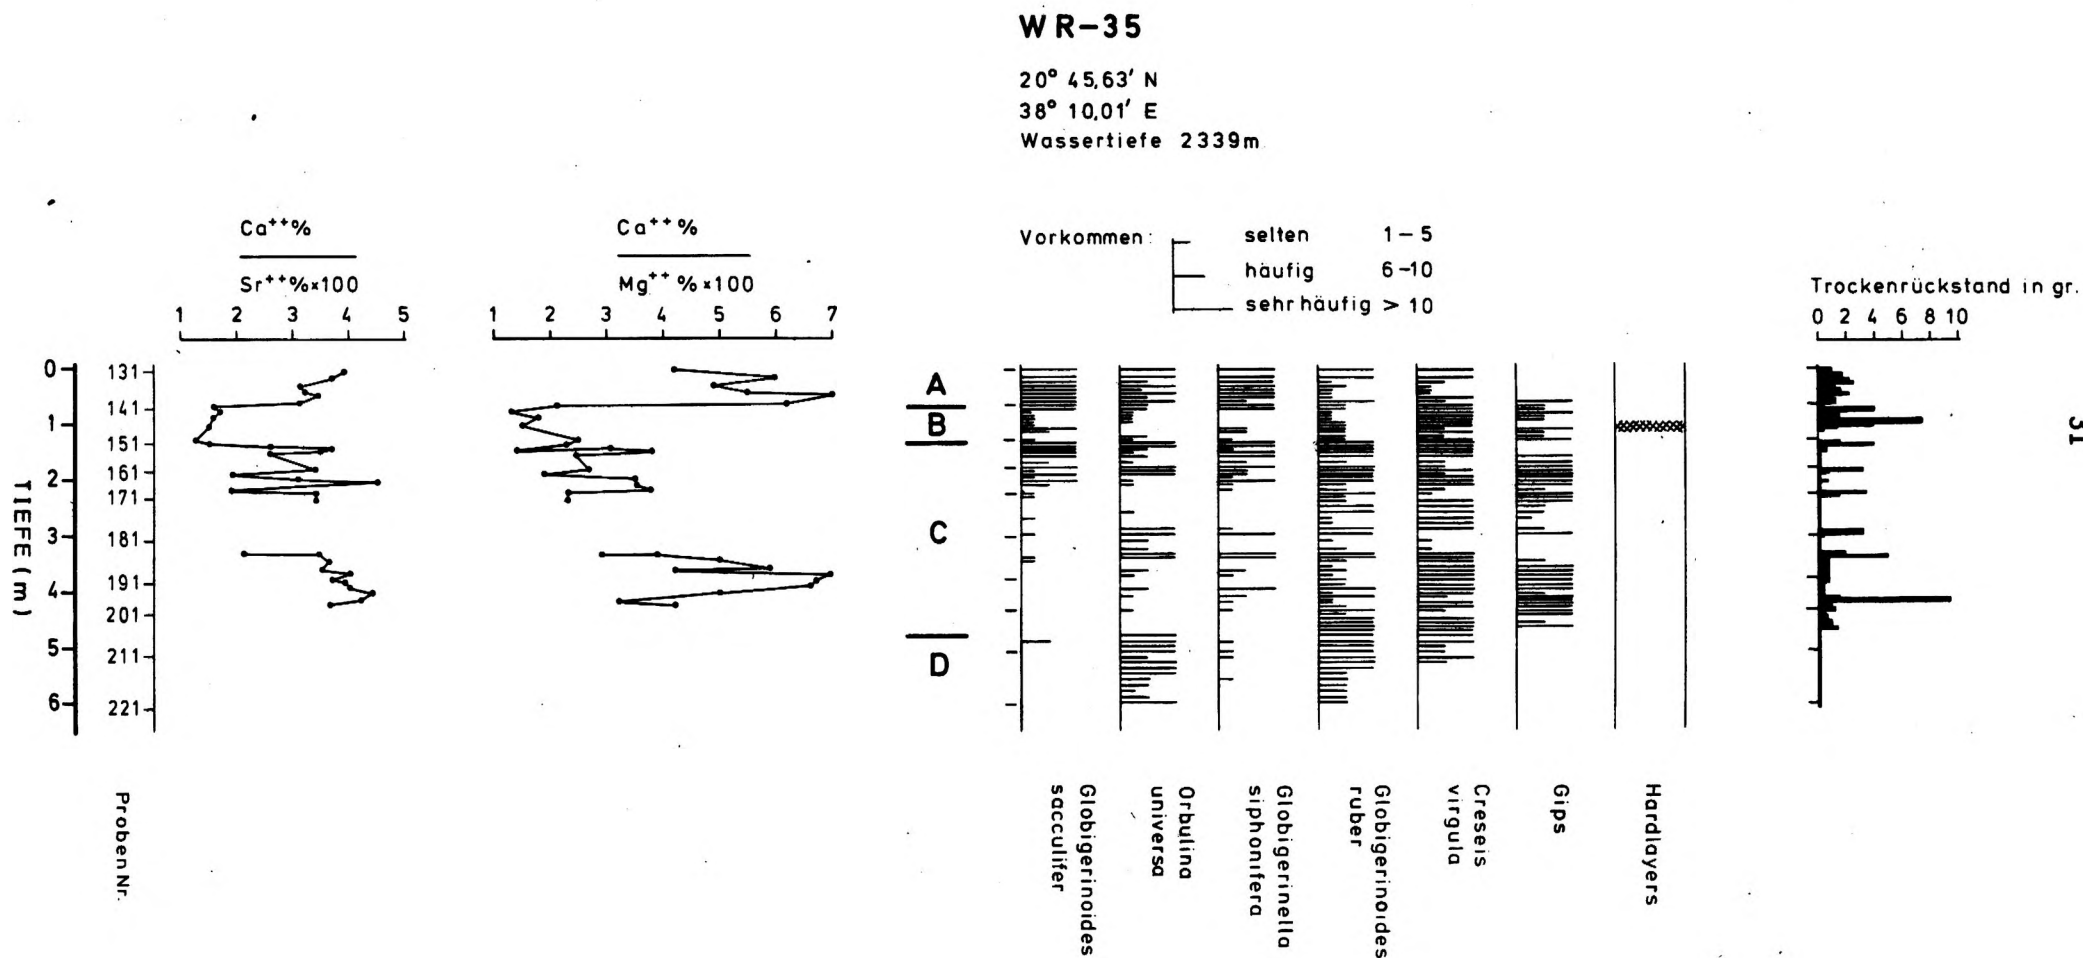 WR-35
20° 45,63' N
38° 10,01' E
Wassertiefe 2339m
Ca++%
Sr++%×100
1 2 3 4 5
Ca++%
Mg++%×100
1 2 3 4 5 6 7
Vorkommen:
selten 1-5
häufig 6-10
sehr häufig > 10
Trockenrückstand in gr.
0 2 4 6 8 10
31
TIEFE (m)
0
1
2
3
4
5
6
Proben Nr.
131
141
151
161
171
181
191
201
211
221
A
B
C
D
Globigerinoides
sacculifer
Orbulina
universa
Globigerinella
siphonifera
Globigerinoides
ruber
Creseis
virgula
Gips
Hardlayers